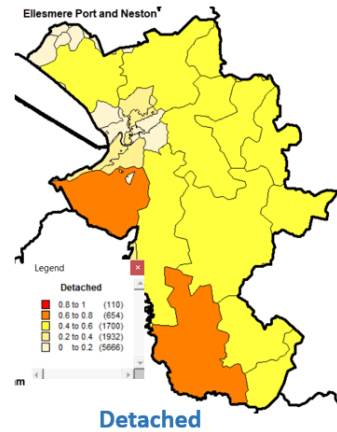 Ellesmere Port and Neston
Legend
Detached
0.8 to 1 (110)
0.6 to 0.8 (654)
0.4 to 0.6 (1700)
0.2 to 0.4 (1932)
0 to 0.2 (5666)
m
Detached